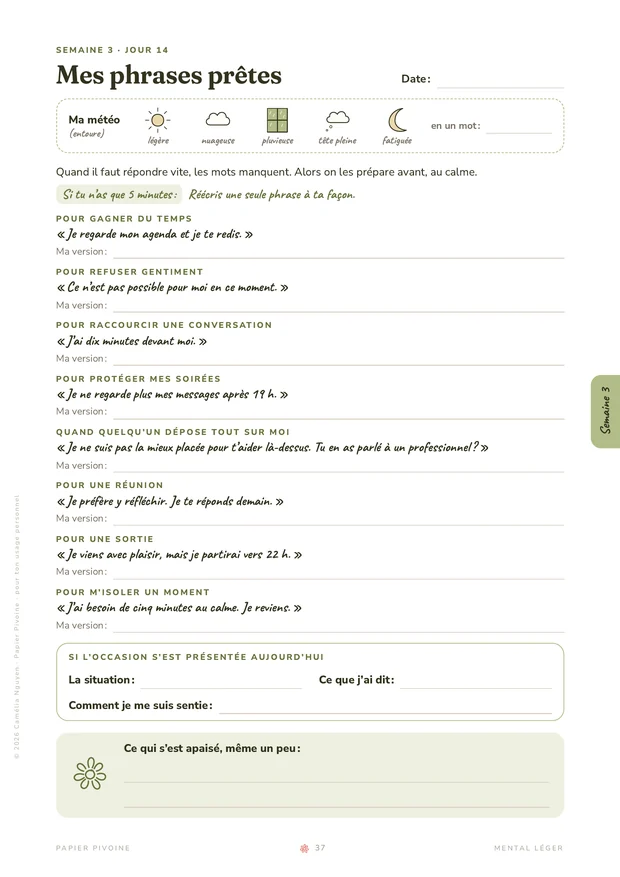 SEMAINE 3 · JOUR 14
Mes phrases prêtes
Date :
Ma météo
(entoure)
légère
nuageuse
pluvieuse
tête pleine
fatiguée
en un mot :
Quand il faut répondre vite, les mots manquent. Alors on les prépare avant, au calme.
Si tu n'as que 5 minutes : Réécris une seule phrase à ta façon.
POUR GAGNER DU TEMPS
« Je regarde mon agenda et je te redis. »
Ma version :
POUR REFUSER GENTIMENT
« Ce n'est pas possible pour moi en ce moment. »
Ma version :
POUR RACCOURCIR UNE CONVERSATION
« J'ai dix minutes devant moi. »
Ma version :
POUR PROTÉGER MES SOIRÉES
« Je ne regarde plus mes messages après 19 h. »
Ma version :
QUAND QUELQU'UN DÉPOSE TOUT SUR MOI
« Je ne suis pas la mieux placée pour t'aider là-dessus. Tu en as parlé à un professionnel ? »
Ma version :
POUR UNE RÉUNION
« Je préfère y réfléchir. Je te réponds demain. »
Ma version :
POUR UNE SORTIE
« Je viens avec plaisir, mais je partirai vers 22 h. »
Ma version :
POUR M'ISOLER UN MOMENT
« J'ai besoin de cinq minutes au calme. Je reviens. »
Ma version :
SI L'OCCASION S'EST PRÉSENTÉE AUJOURD'HUI
La situation :
Ce que j'ai dit :
Comment je me suis sentie :
Ce qui s'est apaisé, même un peu :
PAPIER PIVOINE
37
MENTAL LÉGER
Semaine 3
© 2026 Camélia Nguyen · Papier Pivoine · pour ton usage personnel